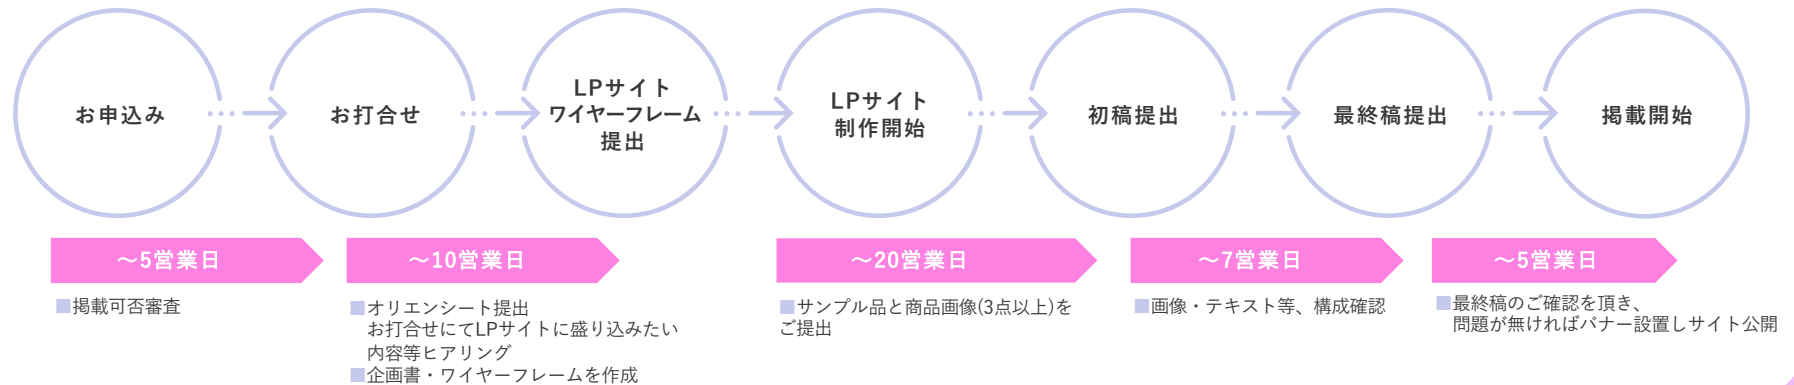 お申込み
お打合せ
LPサイト
ワイヤーフレーム
提出
LPサイト
制作開始
初稿提出
最終稿提出
掲載開始
～5営業日
～10営業日
～20営業日
～7営業日
～5営業日
掲載可否審査
オリエンシート提出
お打合せにてLPサイトに盛り込みたい
内容等ヒアリング
企画書・ワイヤーフレームを作成
サンプル品と商品画像(3点以上)を
ご提出
画像・テキスト等、構成確認
最終稿のご確認を頂き、
問題が無ければバナー設置しサイト公開